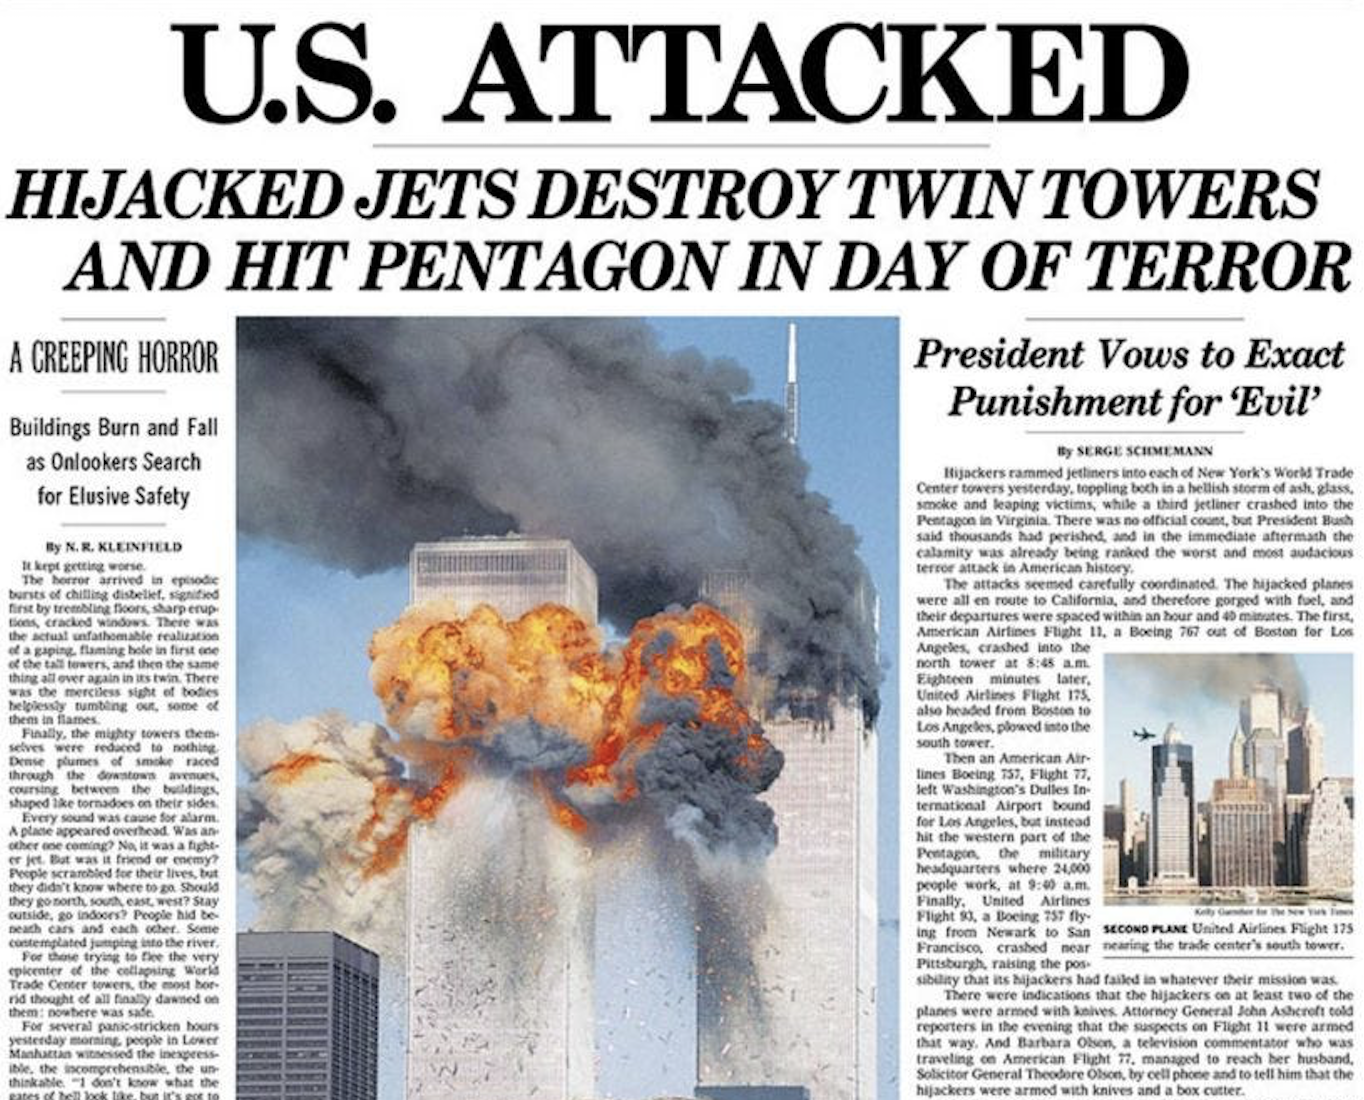 U.S. ATTACKED
HIJACKED JETS DESTROY TWIN TOWERS
AND HIT PENTAGON IN DAY OF TERROR
A CREEPING HORROR
Buildings Burn and Fall
as Onlookers Search
for Elusive Safety
By N. R. KLEINFIELD
It kept getting worse.
The horror arrived in episodic
bursts of chilling disbelief, signified
first by trembling floors, sharp erup-
tions, cracked windows. There was
the actual unfathomable realization
of a gaping, flaming hole in first one
of the tall towers, and then the same
thing all over again in its twin. There
was the merciless sight of bodies
helplessly tumbling out, some of
them in flames.
Finally, the mighty towers them-
selves were reduced to nothing.
Dense plumes of smoke raced
through the downtown avenues,
coursing between the buildings,
shaped like tornadoes on their sides.
Every sound was cause for alarm.
A plane appeared overhead. Was an-
other one coming? No, it was a fight-
er jet. But was it friend or enemy?
People scrambled for their lives, but
they didn't know where to go. Should
they go north, south, east, west? Stay
outside, go indoors? People hid be-
neath cars and each other. Some
contemplated jumping into the river.
For those trying to flee the very
epicenter of the collapsing World
Trade Center towers, the most hor-
rid thought of all finally dawned on
them: nowhere was safe.
For several panic-stricken hours
yesterday morning, people in Lower
Manhattan witnessed the inexpress-
ible, the incomprehensible, the un-
thinkable. "I don't know what the
gates of hell look like, but it's got to
President Vows to Exact
Punishment for 'Evil'
By SERGE SCHMEMANN
Hijackers rammed jetliners into each of New York's World Trade
Center towers yesterday, toppling both in a hellish storm of ash, glass,
smoke and leaping victims, while a third jetliner crashed into the
Pentagon in Virginia. There was no official count, but President Bush
said thousands had perished, and in the immediate aftermath the
calamity was already being ranked the worst and most audacious
terror attack in American history.
The attacks seemed carefully coordinated. The hijacked planes
were all en route to California, and therefore gorged with fuel, and
their departures were spaced within an hour and 40 minutes. The first,
American Airlines Flight 11, a Boeing 767 out of Boston for Los
Angeles, crashed into the
north tower at 8:48 a.m.
Eighteen minutes later,
United Airlines Flight 175,
also headed from Boston to
Los Angeles, plowed into the
south tower.
Then an American Air-
lines Boeing 757, Flight 77,
left Washington's Dulles In-
ternational Airport bound
for Los Angeles, but instead
hit the western part of the
Pentagon, the military
headquarters where 24,000
people work, at 9:40 a.m.
Finally, United Airlines
Flight 93, a Boeing 757 fly-
ing from Newark to San
Francisco, crashed near
Pittsburgh, raising the pos-
sibility that its hijackers had failed in whatever their mission was.
There were indications that the hijackers on at least two of the
planes were armed with knives. Attorney General John Ashcroft told
reporters in the evening that the suspects on Flight 11 were armed
that way. And Barbara Olson, a television commentator who was
traveling on American Flight 77, managed to reach her husband,
Solicitor General Theodore Olson, by cell phone and to tell him that the
hijackers were armed with knives and a box cutter.
Kelly Guenther for The New York Times
SECOND PLANE United Airlines Flight 175
nearing the trade center's south tower.